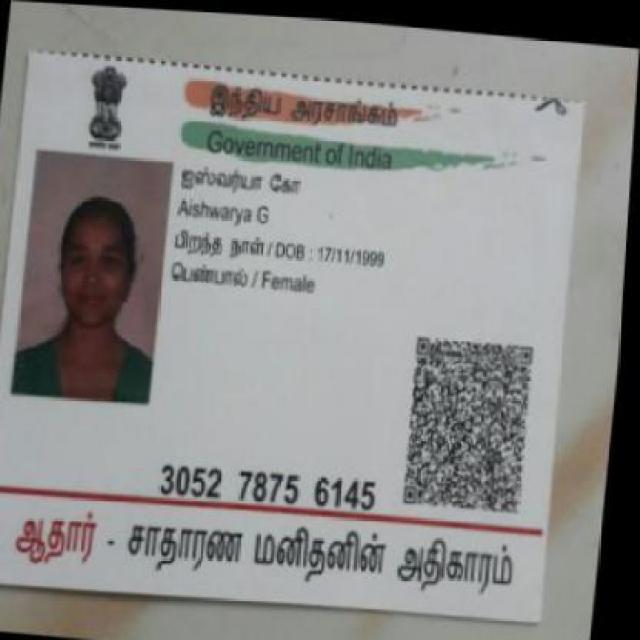 இந்திய அரசாங்கம்
Government of India
ஐஸ்வர்யா கோ
Aishwarya G
பிறந்த நாள் / DOB : 17/11/1999
பெண்பால் / Female
3052 7875 6145
ஆதார் - சாதாரண மனிதனின் அதிகாரம்